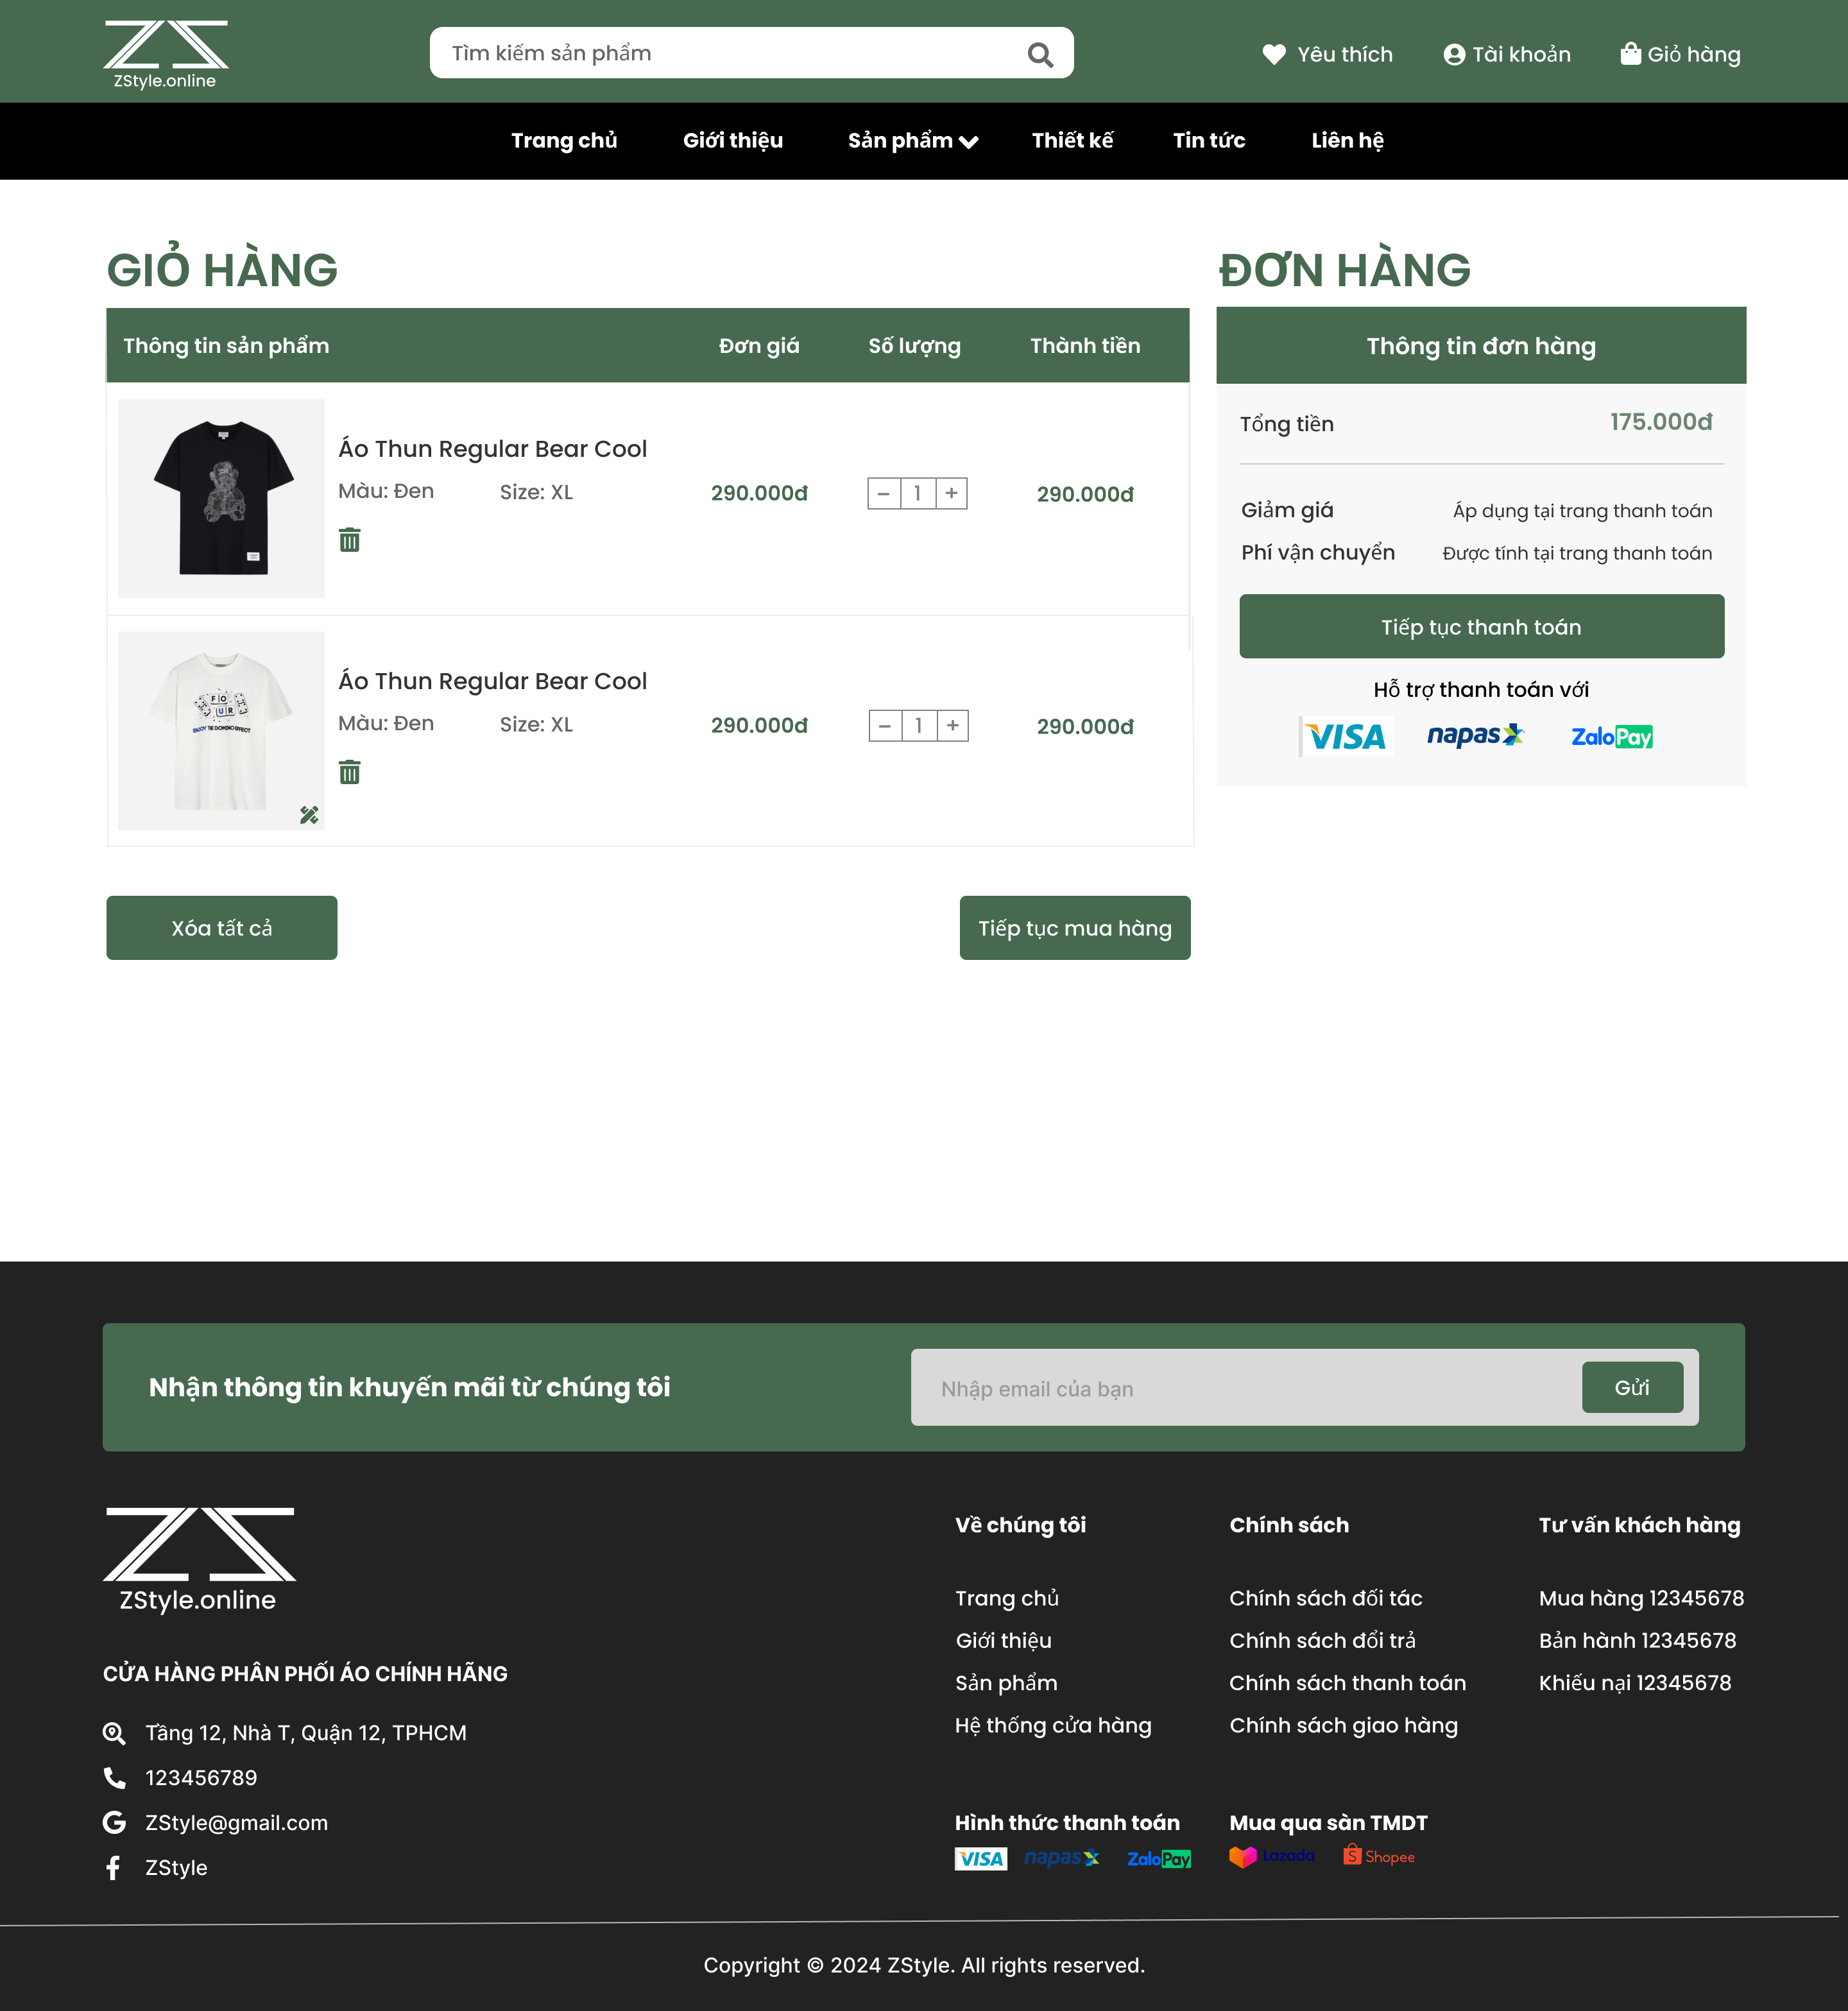 ZStyle.online
Tìm kiếm sản phẩm
Yêu thích
Tài khoản
Giỏ hàng
Trang chủ
Giới thiệu
Sản phẩm
Thiết kế
Tin tức
Liên hệ
GIỎ HÀNG
Thông tin sản phẩm
Đơn giá
Số lượng
Thành tiền
Áo Thun Regular Bear Cool
Màu: Đen
Size: XL
290.000đ
– 1 +
290.000đ
FO
UR
ENJOY THE DOMINO EFFECT
Áo Thun Regular Bear Cool
Màu: Đen
Size: XL
290.000đ
– 1 +
290.000đ
Xóa tất cả
Tiếp tục mua hàng
ĐƠN HÀNG
Thông tin đơn hàng
Tổng tiền
175.000đ
Giảm giá
Áp dụng tại trang thanh toán
Phí vận chuyển
Được tính tại trang thanh toán
Tiếp tục thanh toán
Hỗ trợ thanh toán với
VISA
napas
ZaloPay
Nhận thông tin khuyến mãi từ chúng tôi
Nhập email của bạn
Gửi
ZStyle.online
CỬA HÀNG PHÂN PHỐI ÁO CHÍNH HÃNG
Tầng 12, Nhà T, Quận 12, TPHCM
123456789
ZStyle@gmail.com
ZStyle
Về chúng tôi
Trang chủ
Giới thiệu
Sản phẩm
Hệ thống cửa hàng
Chính sách
Chính sách đối tác
Chính sách đổi trả
Chính sách thanh toán
Chính sách giao hàng
Tư vấn khách hàng
Mua hàng 12345678
Bản hành 12345678
Khiếu nại 12345678
Hình thức thanh toán
VISA
napas
ZaloPay
Mua qua sàn TMDT
Lazada
Shopee
Copyright © 2024 ZStyle. All rights reserved.